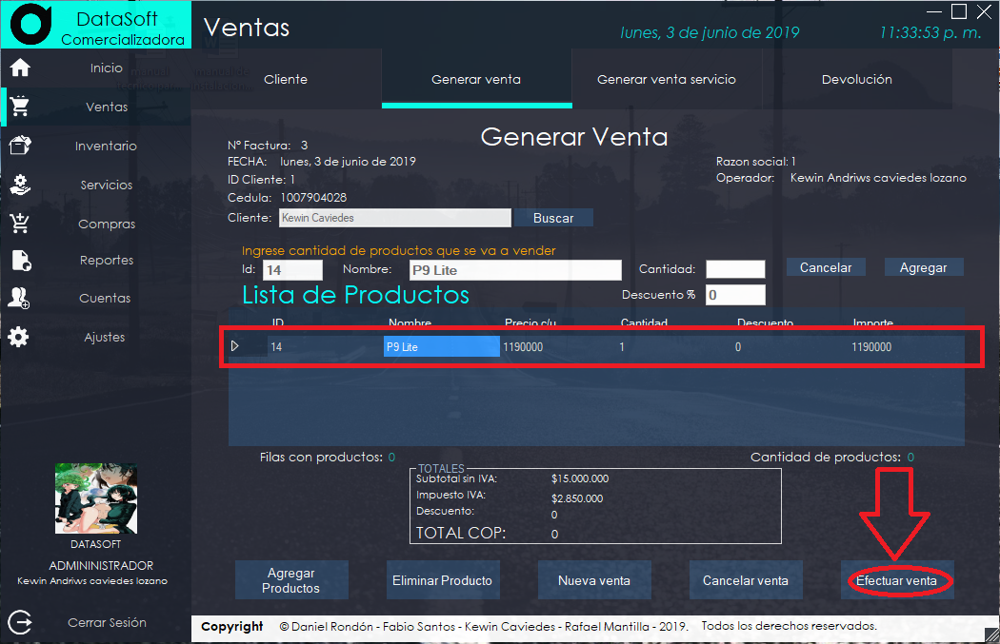 DataSoft
Comercializadora
Ventas
lunes, 3 de junio de 2019 11:33:53 p. m.
Inicio
Ventas
Inventario
Servicios
Compras
Reportes
Cuentas
Ajustes
DATASOFT
ADMININISTRADOR
Kewin Andriws caviedes lozano
Cerrar Sesión
Cliente Generar venta Generar venta servicio Devolución
Generar Venta
Nº Factura: 3
FECHA: lunes, 3 de junio de 2019
ID Cliente: 1
Cedula: 1007904028
Cliente: Kewin Caviedes Buscar
Razon social: 1
Operador: Kewin Andriws caviedes lozano
Ingrese cantidad de productos que se va a vender
Id: 14 Nombre: P9 Lite Cantidad: Cancelar Agregar
Lista de Productos Descuento % 0
ID Nombre Precio c/u Cantidad Descuento Importe
14 P9 Lite 1190000 1 0 1190000
Filas con productos: 0 Cantidad de productos: 0
TOTALES
Subtotal sin IVA: $15.000.000
Impuesto IVA: $2.850.000
Descuento: 0
TOTAL COP: 0
Agregar
Productos
Eliminar Producto
Nueva venta
Cancelar venta
Efectuar venta
Copyright © Daniel Rondón - Fabio Santos - Kewin Caviedes - Rafael Mantilla - 2019. Todos los derechos reservados.